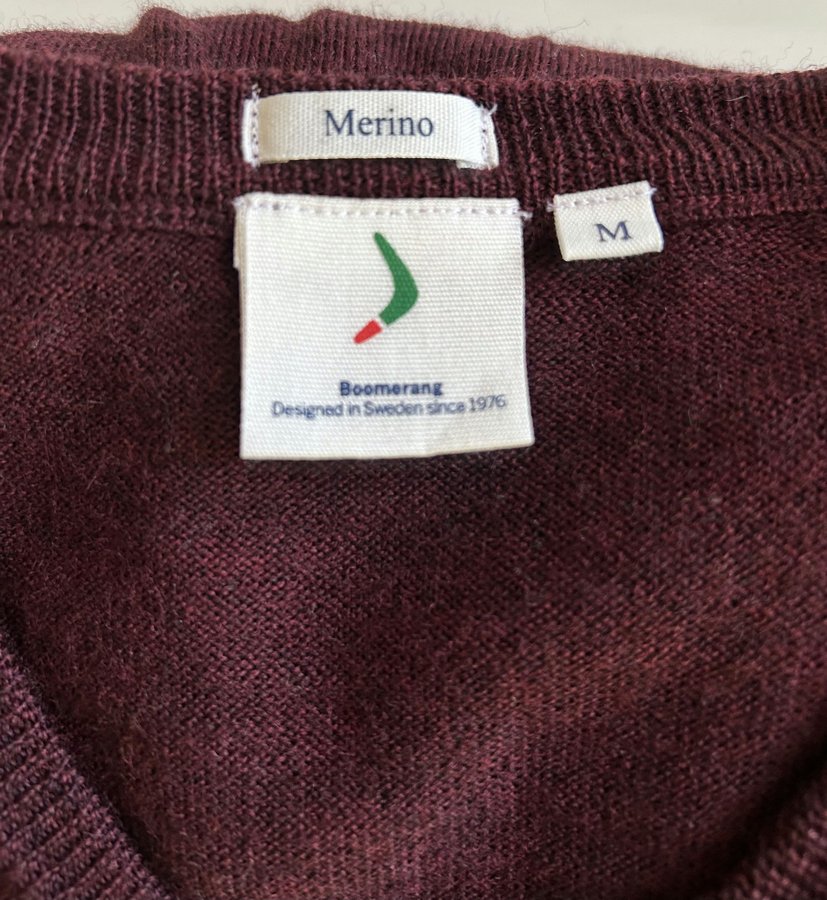 Merino
M
Boomerang
Designed in Sweden since 1976